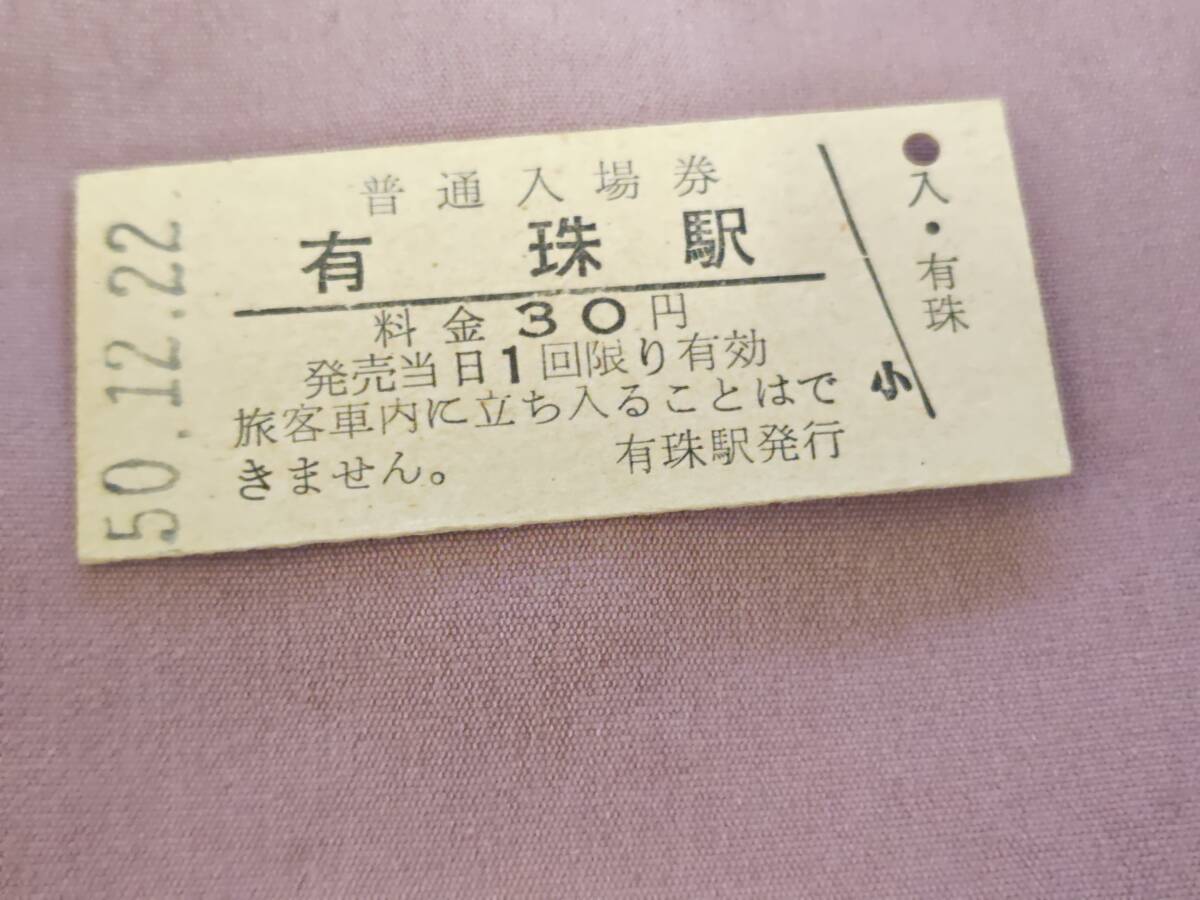 50.12.22
普通入場券
有珠駅
料金30円
発売当日1回限り有効
旅客車内に立ち入ることはで
きません。 有珠駅発行
小
入・有珠